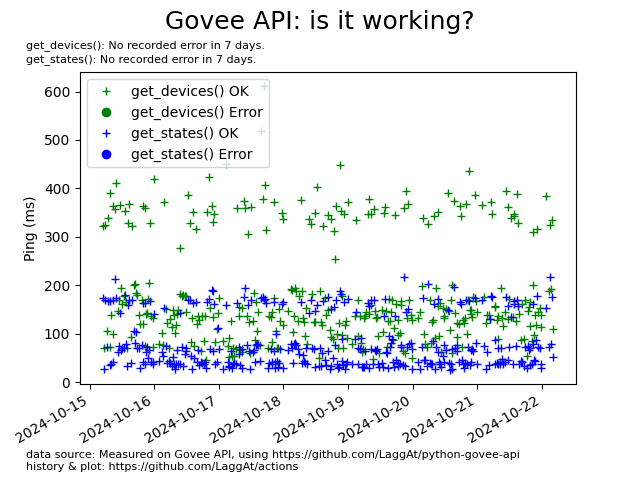 Govee API: is it working?
get_devices(): No recorded error in 7 days.
get_states(): No recorded error in 7 days.
get_devices() OK
get_devices() Error
get_states() OK
get_states() Error
Ping (ms)
600
500
400
300
200
100
0
2024-10-15
2024-10-16
2024-10-17
2024-10-18
2024-10-19
2024-10-20
2024-10-21
2024-10-22
data source: Measured on Govee API, using https://github.com/LaggAt/python-govee-api
history & plot: https://github.com/LaggAt/actions